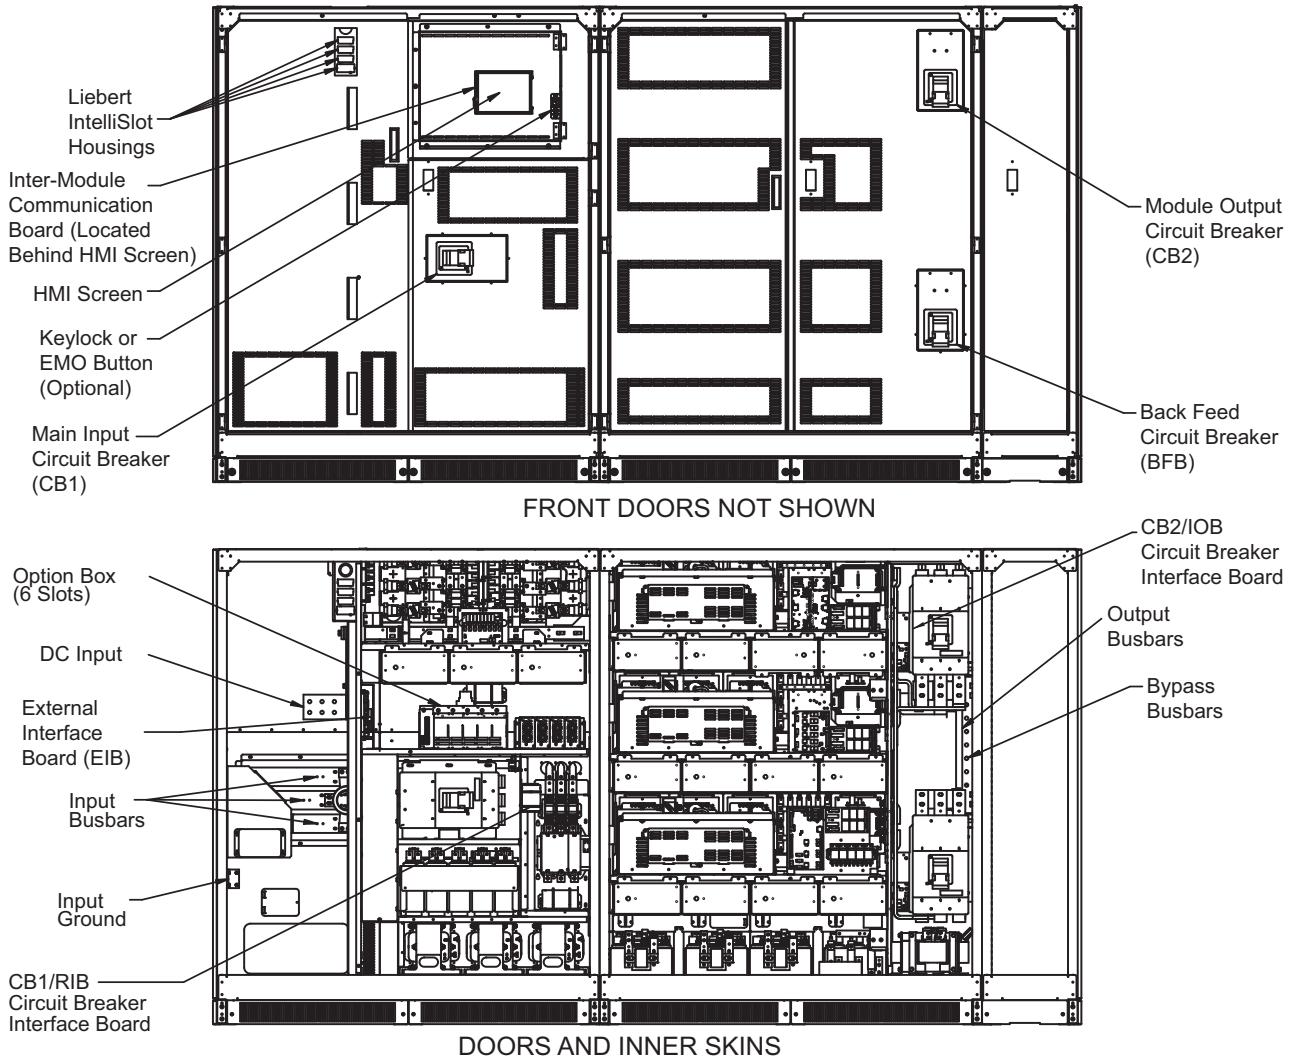 Liebert
IntelliSlot
Housings
Inter-Module
Communication
Board (Located
Behind HMI Screen)
HMI Screen
Keylock or
EMO Button
(Optional)
Main Input
Circuit Breaker
(CB1)
Module Output
Circuit Breaker
(CB2)
Back Feed
Circuit Breaker
(BFB)
FRONT DOORS NOT SHOWN
Option Box
(6 Slots)
DC Input
External
Interface
Board (EIB)
Input
Busbars
Input
Ground
CB1/RIB
Circuit Breaker
Interface Board
CB2/IOB
Circuit Breaker
Interface Board
Output
Busbars
Bypass
Busbars
DOORS AND INNER SKINS